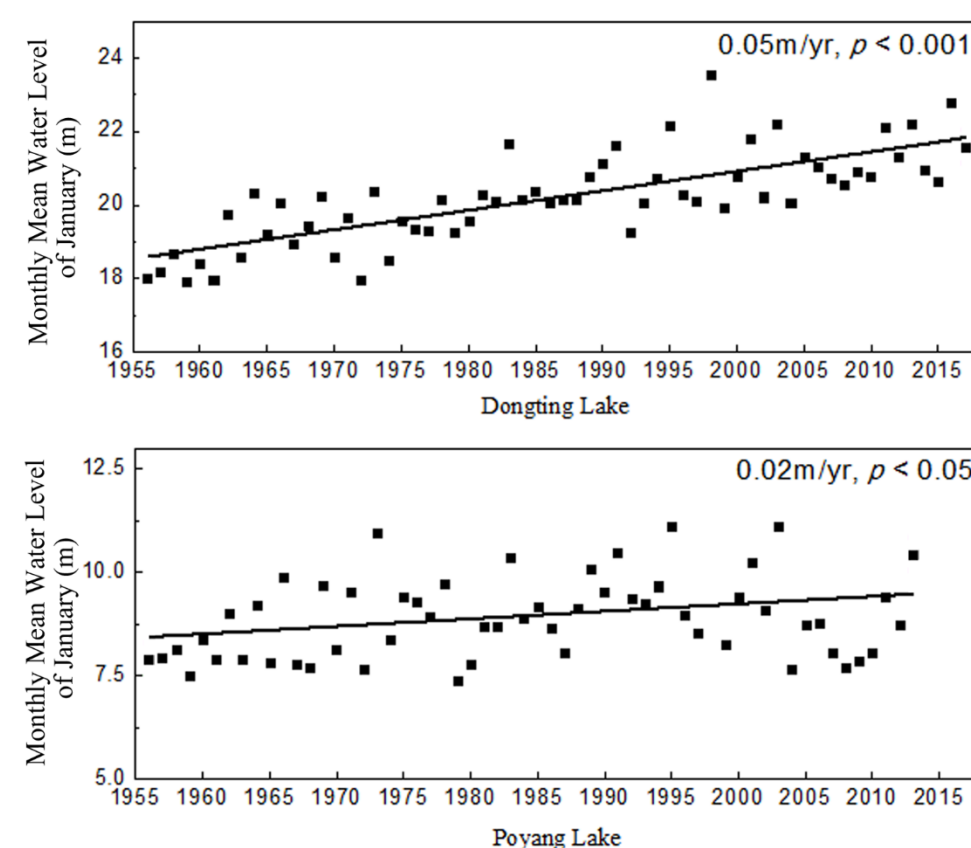 0.05m/yr, p < 0.001
Monthly Mean Water Level
of January (m)
24
22
20
18
16
1955 1960 1965 1970 1975 1980 1985 1990 1995 2000 2005 2010 2015
Dongting Lake
0.02m/yr, p < 0.05
Monthly Mean Water Level
of January (m)
12.5
10.0
7.5
5.0
1955 1960 1965 1970 1975 1980 1985 1990 1995 2000 2005 2010 2015
Poyang Lake